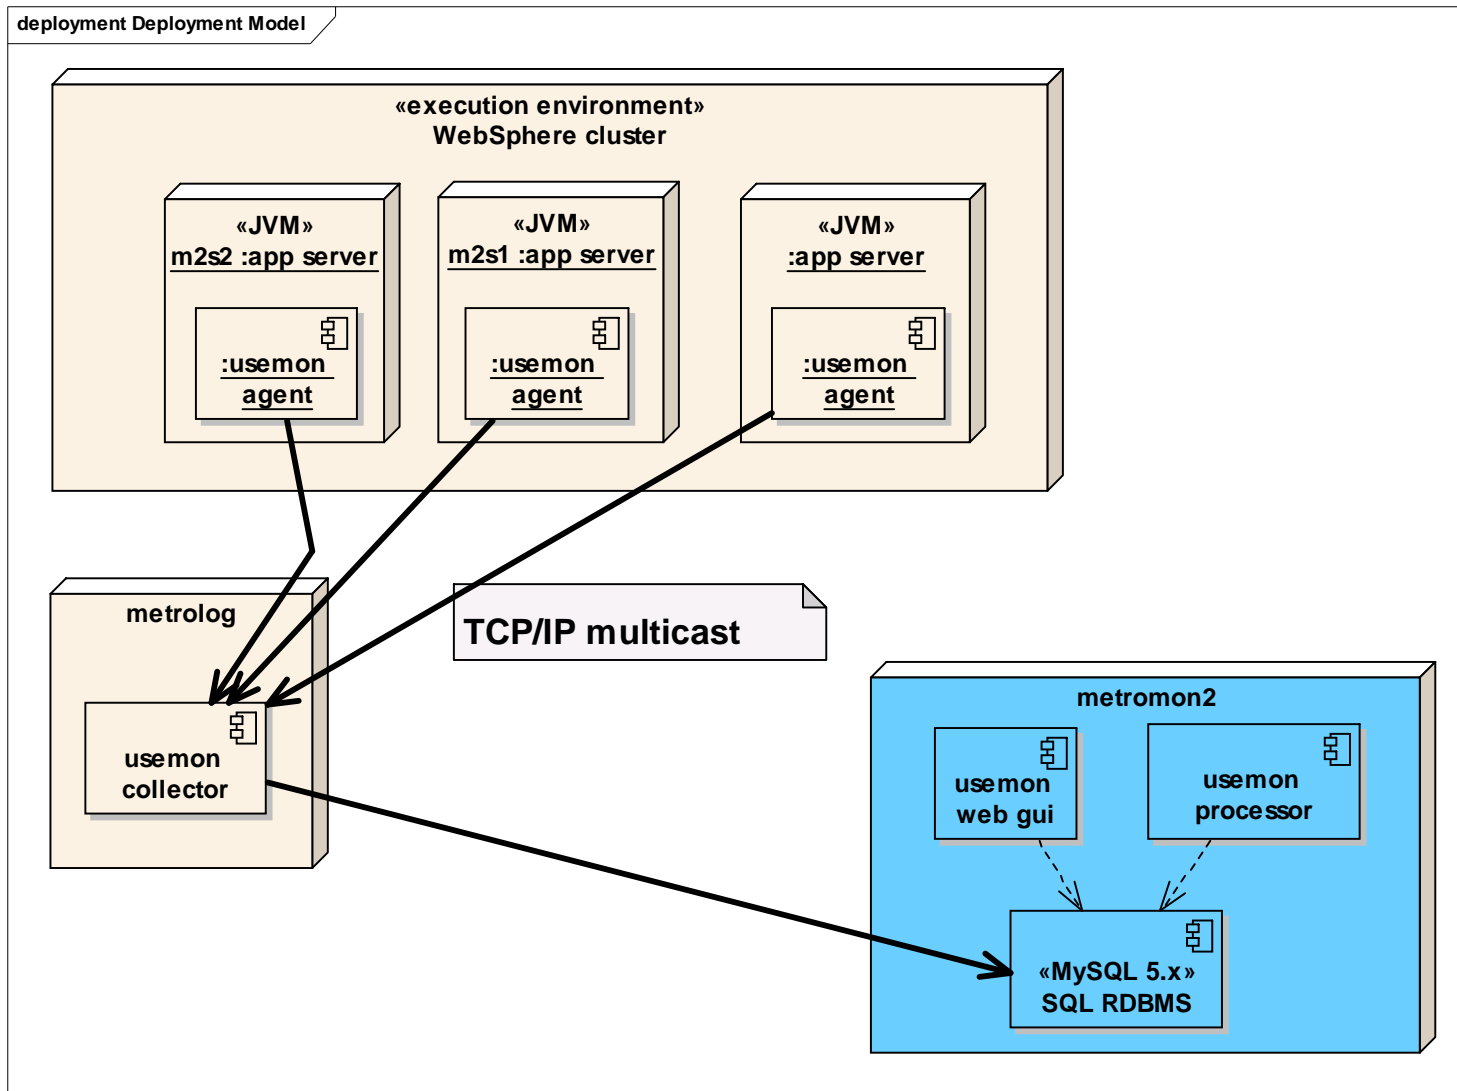 deployment Deployment Model
«execution environment»
WebSphere cluster
«JVM»
m2s2 :app server
:usemon
agent
«JVM»
m2s1 :app server
:usemon
agent
«JVM»
:app server
:usemon
agent
metrolog
usemon
collector
TCP/IP multicast
metromon2
usemon
web gui
usemon
processor
«MySQL 5.x»
SQL RDBMS